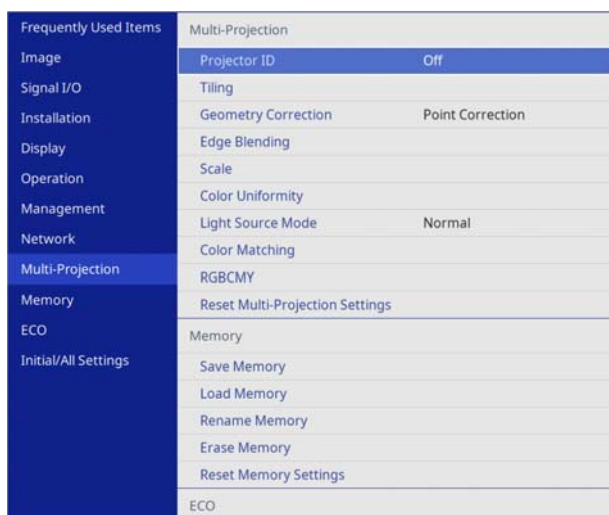 Frequently Used Items
Image
Signal I/O
Installation
Display
Operation
Management
Network
Multi-Projection
Memory
ECO
Initial/All Settings
Multi-Projection
Projector ID Off
Tiling
Geometry Correction Point Correction
Edge Blending
Scale
Color Uniformity
Light Source Mode Normal
Color Matching
RGBCMY
Reset Multi-Projection Settings
Memory
Save Memory
Load Memory
Rename Memory
Erase Memory
Reset Memory Settings
ECO